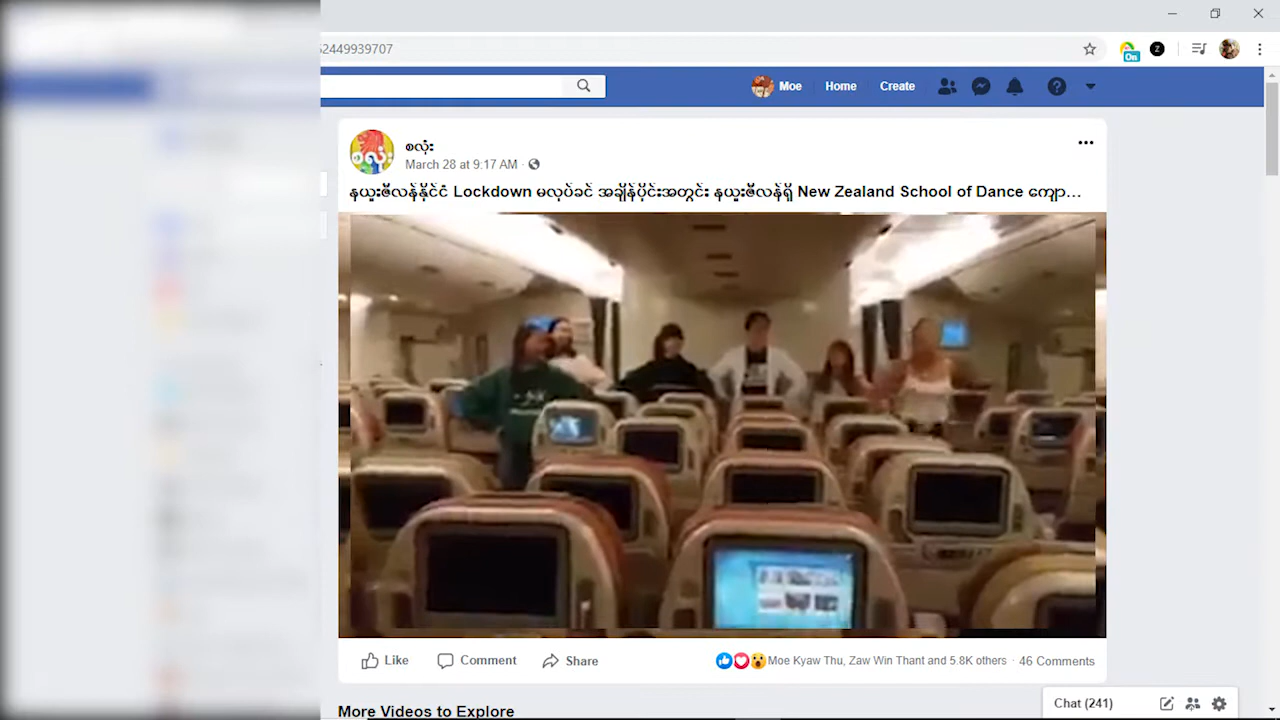 2449939707
Moe
Home
Create
စလုံး
March 28 at 9:17 AM
နယူးဇီလန်နိုင်ငံ Lockdown မလုပ်ခင် အချိန်ပိုင်းအတွင်း နယူးဇီလန်ရှိ New Zealand School of Dance ကျော...
Like
Comment
Share
Moe Kyaw Thu, Zaw Win Thant and 5.8K others
46 Comments
More Videos to Explore
Chat (241)
On
Z